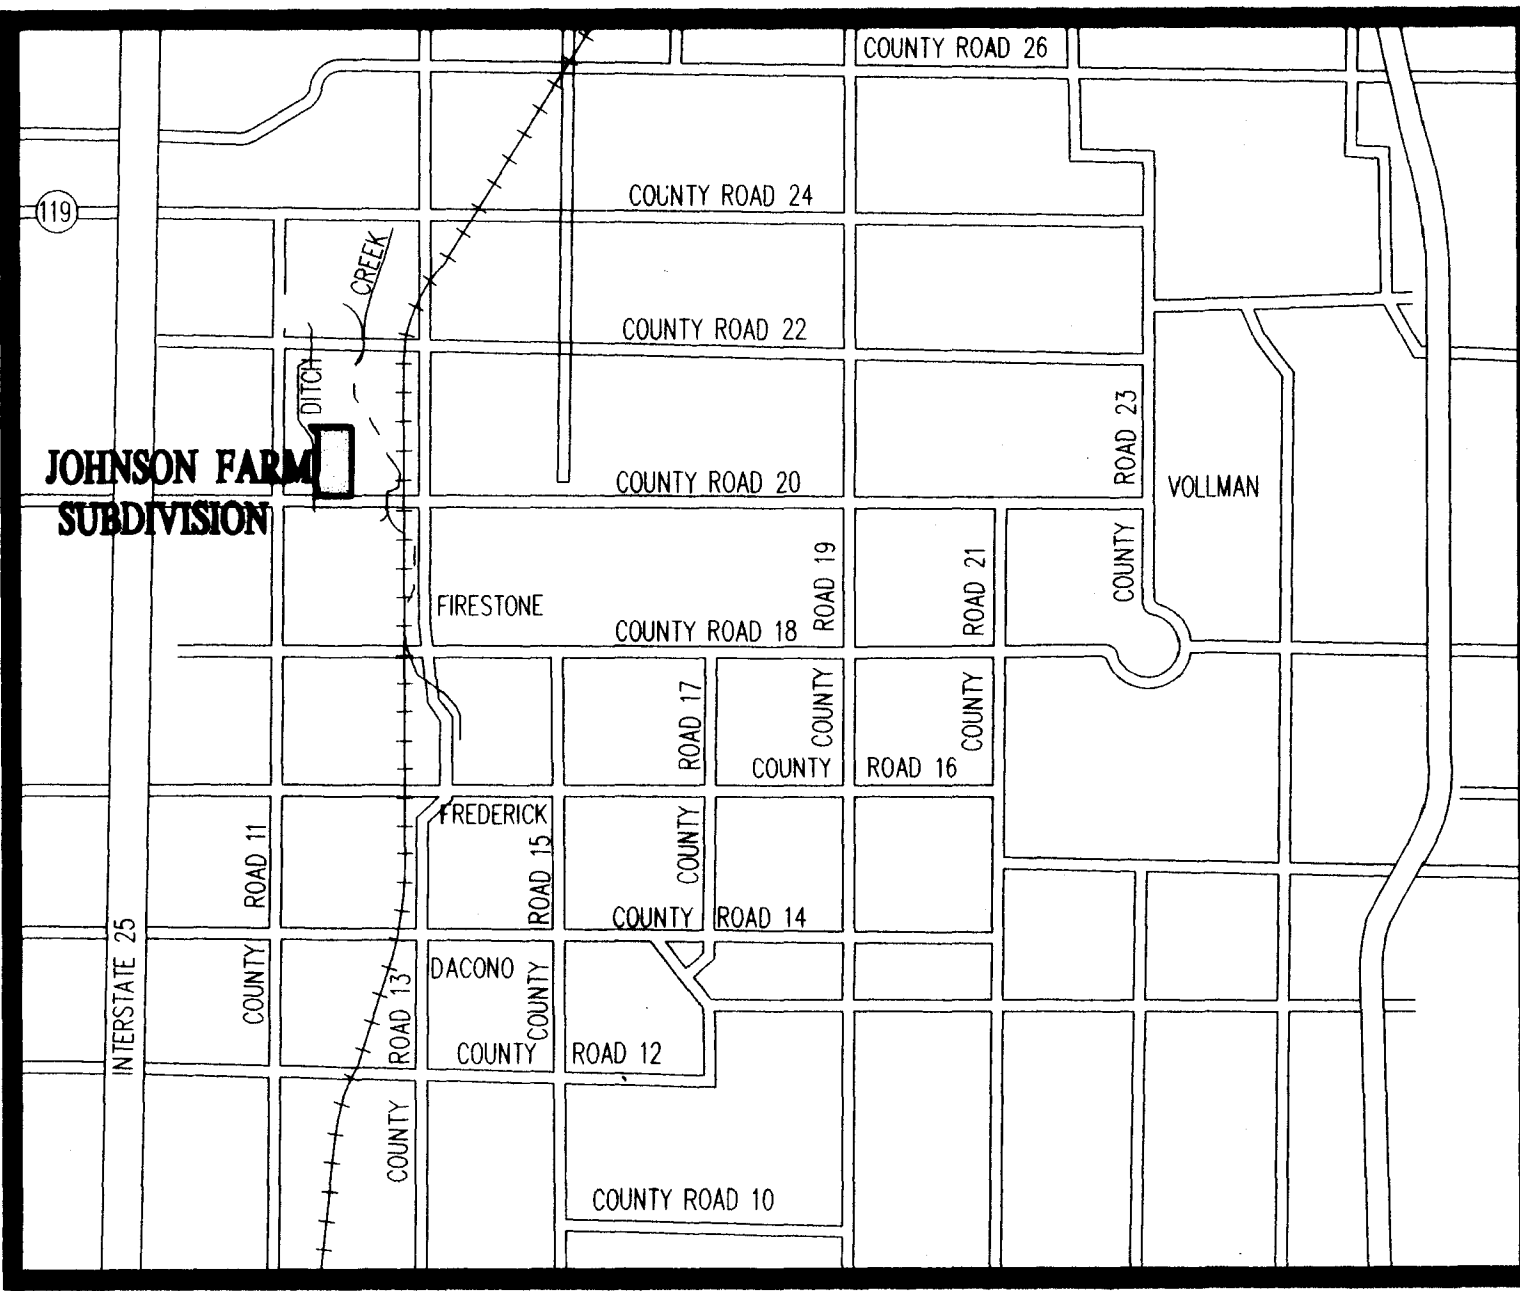 COUNTY ROAD 26
119
COUNTY ROAD 24
CREEK
COUNTY ROAD 22
DITCH
JOHNSON FARM
SUBDIVISION
COUNTY ROAD 20
COUNTY ROAD 23
VOLLMAN
FIRESTONE
COUNTY ROAD 18
COUNTY ROAD 19
COUNTY ROAD 21
COUNTY ROAD 17
COUNTY ROAD 16
FREDERICK
COUNTY ROAD 11
COUNTY ROAD 15
COUNTY ROAD 14
INTERSTATE 25
DACONO
COUNTY ROAD 13
COUNTY ROAD 12
COUNTY ROAD 10